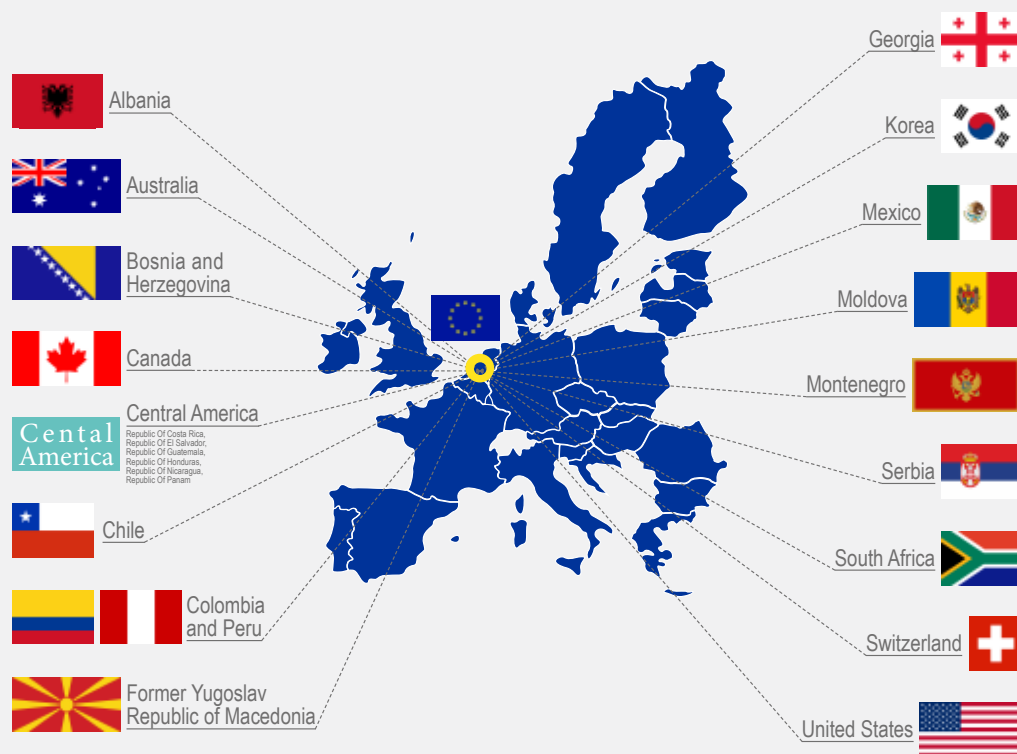 Albania
Australia
Bosnia and
Herzegovina
Canada
Central America
Cental
America
Republic Of Costa Rica,
Republic Of El Salvador,
Republic Of Guatemala,
Republic Of Honduras,
Republic Of Nicaragua,
Republic Of Panam
Chile
Colombia
and Peru
Former Yugoslav
Republic of Macedonia
Georgia
Korea
Mexico
Moldova
Montenegro
Serbia
South Africa
Switzerland
United States